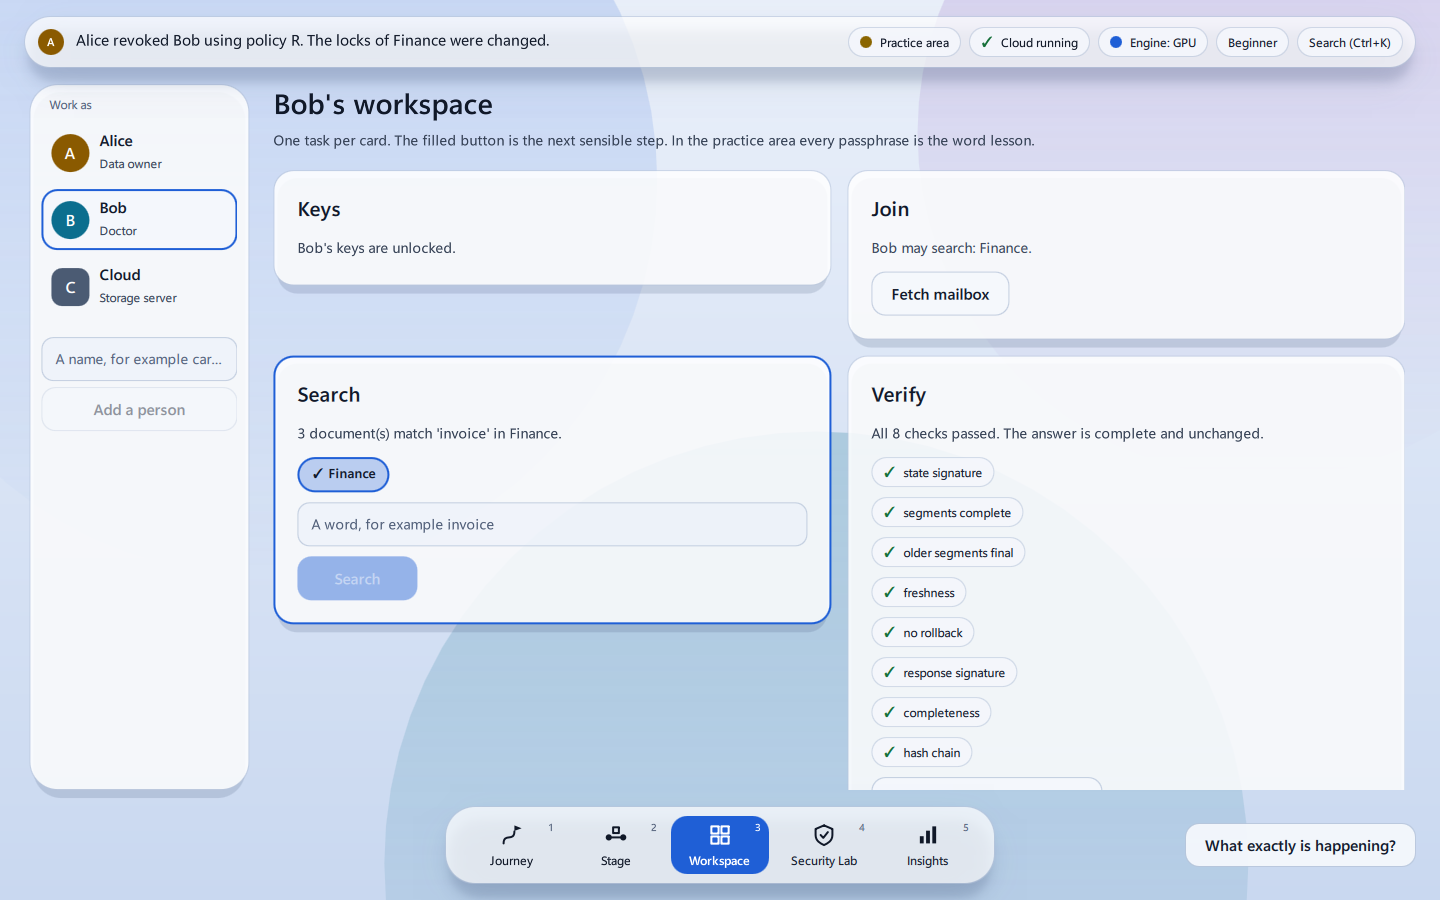 A
Alice revoked Bob using policy R. The locks of Finance were changed.
Practice area
Cloud running
Engine: GPU
Beginner
Search (Ctrl+K)
Work as
A
Alice
Data owner
B
Bob
Doctor
C
Cloud
Storage server
A name, for example car...
Add a person
Bob's workspace
One task per card. The filled button is the next sensible step. In the practice area every passphrase is the word lesson.
Keys
Bob's keys are unlocked.
Join
Bob may search: Finance.
Fetch mailbox
Search
3 document(s) match 'invoice' in Finance.
✓ Finance
A word, for example invoice
Search
Verify
All 8 checks passed. The answer is complete and unchanged.
✓ state signature
✓ segments complete
✓ older segments final
✓ freshness
✓ no rollback
✓ response signature
✓ completeness
✓ hash chain
Journey 1
Stage 2
Workspace 3
Security Lab 4
Insights 5
What exactly is happening?